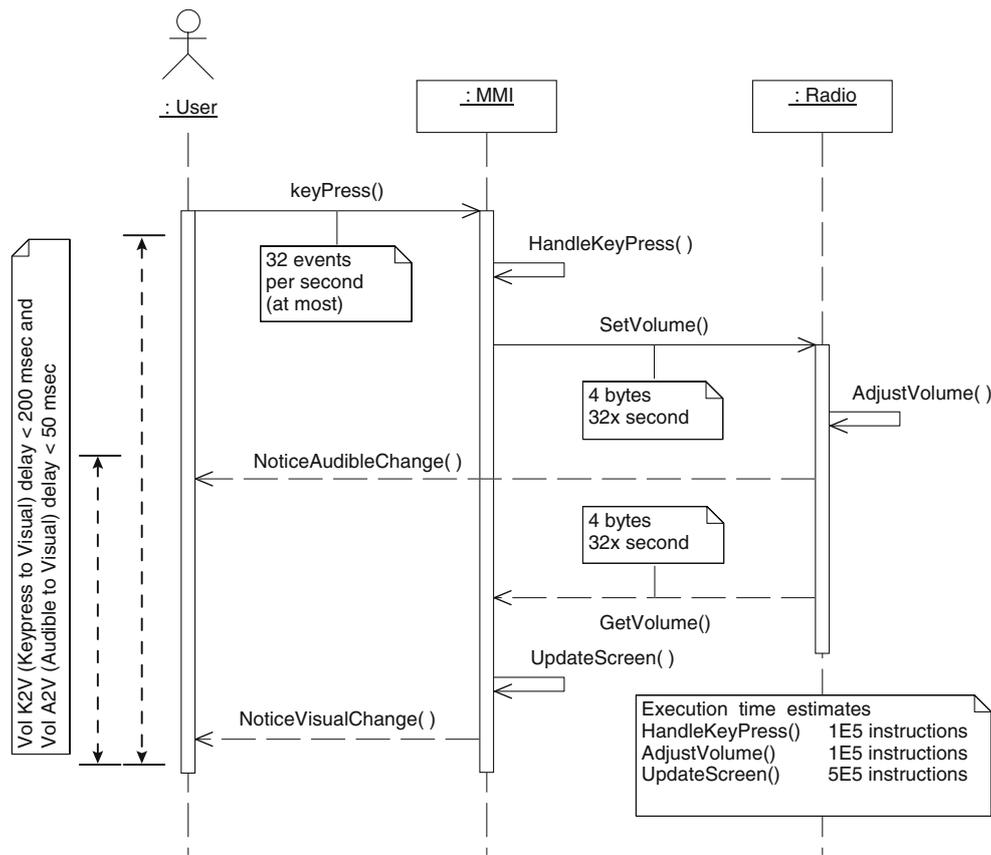 : User
: MMI
: Radio
keyPress()
32 events
per second
(at most)
HandleKeyPress( )
SetVolume()
4 bytes
32x second
AdjustVolume( )
NoticeAudibleChange( )
4 bytes
32x second
GetVolume()
UpdateScreen( )
NoticeVisualChange( )
Vol K2V (Keypress to Visual) delay < 200 msec and
Vol A2V (Audible to Visual) delay < 50 msec
Execution time estimates
HandleKeyPress() 1E5 instructions
AdjustVolume() 1E5 instructions
UpdateScreen() 5E5 instructions